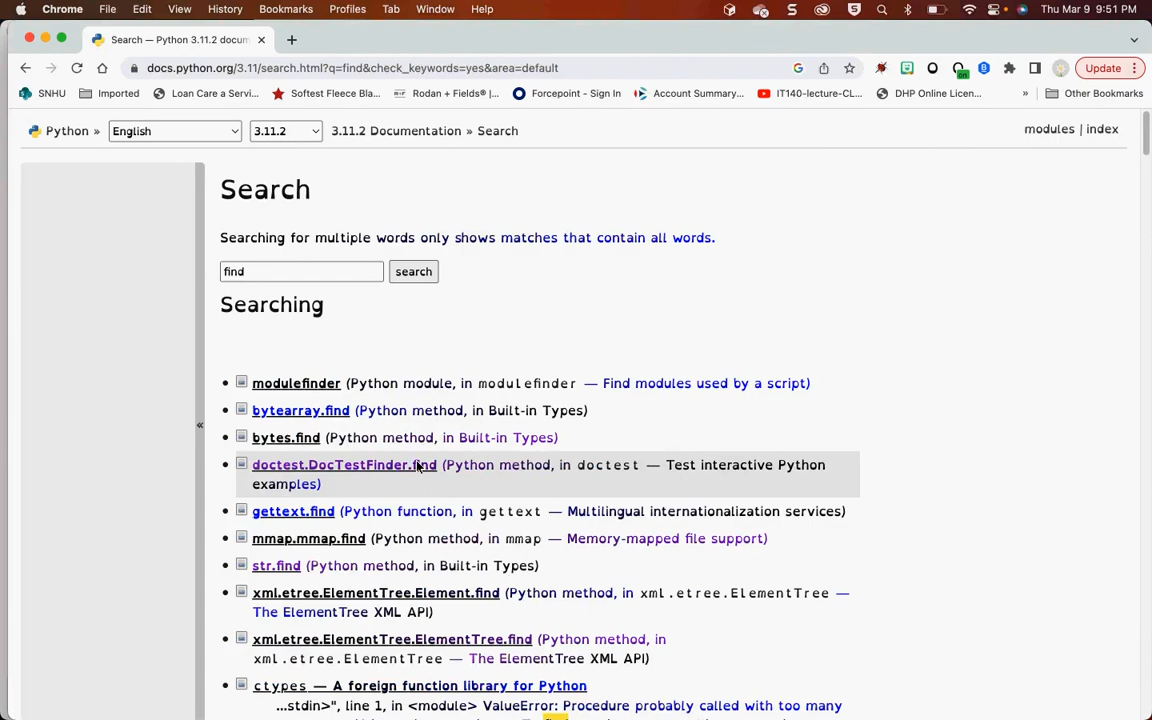 Chrome File Edit View History Bookmarks Profiles Tab Window Help Thu Mar 9 9:51 PM
Search — Python 3.11.2 docum
docs.python.org/3.11/search.html?q=find&check_keywords=yes&area=default Update
SNHU Imported Loan Care a Servi... Softest Fleece Bla... Rodan + Fields® |... Forcepoint - Sign In Account Summary... IT140-lecture-CL... DHP Online Licen... » Other Bookmarks
Python » English 3.11.2 3.11.2 Documentation » Search modules | index
Search
Searching for multiple words only shows matches that contain all words.
find search
Searching
«
• modulefinder (Python module, in modulefinder — Find modules used by a script)
• bytearray.find (Python method, in Built-in Types)
• bytes.find (Python method, in Built-in Types)
• doctest.DocTestFinder.find (Python method, in doctest — Test interactive Python
examples)
• gettext.find (Python function, in gettext — Multilingual internationalization services)
• mmap.mmap.find (Python method, in mmap — Memory-mapped file support)
• str.find (Python method, in Built-in Types)
• xml.etree.ElementTree.Element.find (Python method, in xml.etree.ElementTree —
The ElementTree XML API)
• xml.etree.ElementTree.ElementTree.find (Python method, in
xml.etree.ElementTree — The ElementTree XML API)
• ctypes — A foreign function library for Python
...stdin>", line 1, in <module> ValueError: Procedure probably called with too many